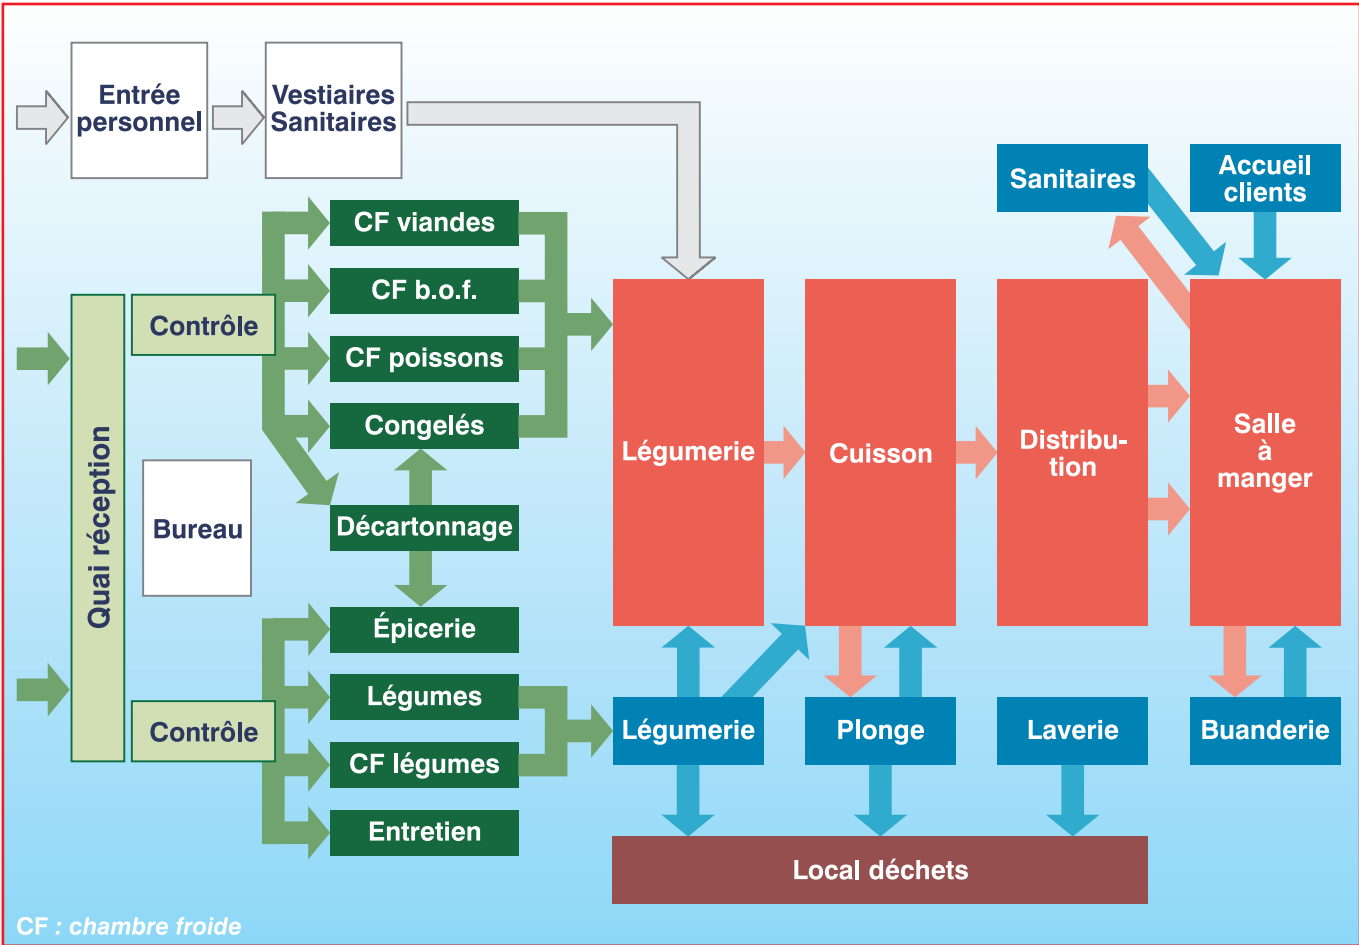 Entrée
personnel
Vestiaires
Sanitaires
Sanitaires
Accueil
clients
CF viandes
CF b.o.f.
CF poissons
Congelés
Décartonnage
Contrôle
Quai réception
Bureau
Contrôle
Épicerie
Légumes
CF légumes
Entretien
Légumerie
Cuisson
Distribu-
tion
Salle
à
manger
Légumerie
Plonge
Laverie
Buanderie
Local déchets
CF : chambre froide